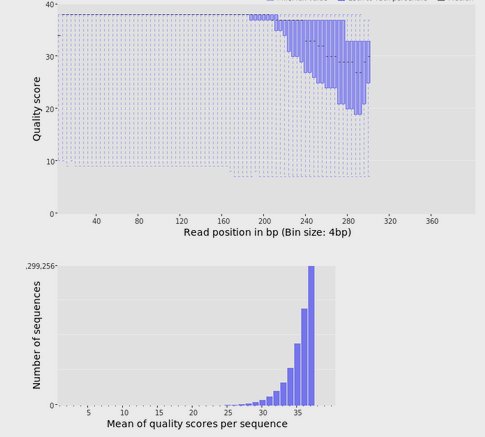 40
30
20
10
0
Quality score
40 80 120 160 200 240 280 320 360
Read position in bp (Bin size: 4bp)
,299,256
0
Number of sequences
5 10 15 20 25 30 35
Mean of quality scores per sequence